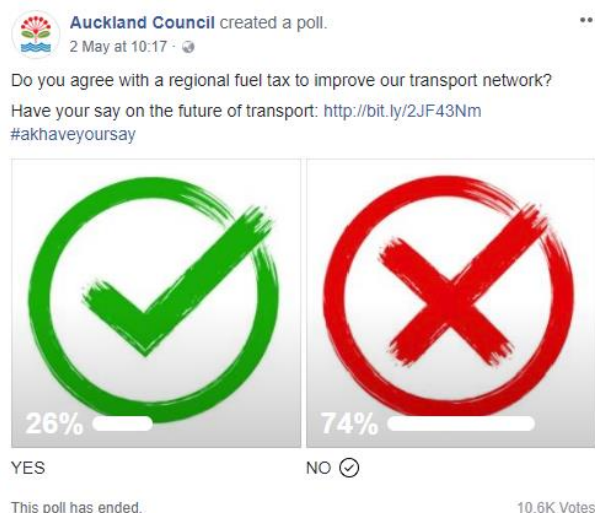 Auckland Council created a poll.
2 May at 10:17 ·
Do you agree with a regional fuel tax to improve our transport network?
Have your say on the future of transport: http://bit.ly/2JF43Nm
#akhaveyoursay
26%
74%
YES
NO
This poll has ended.
10.6K Votes